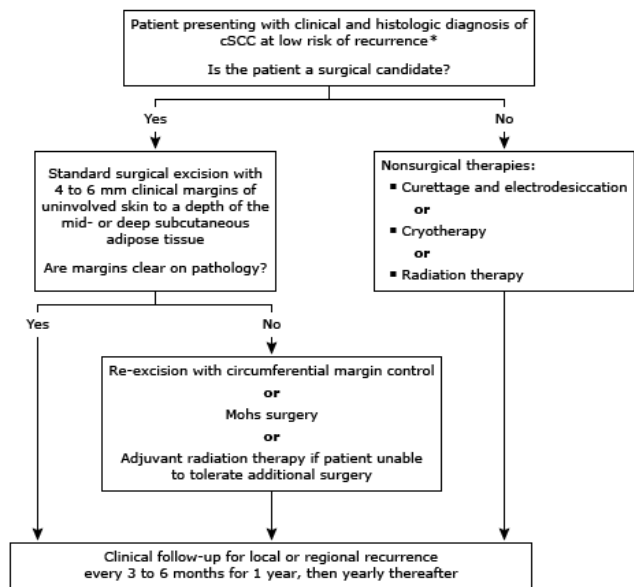 Patient presenting with clinical and histologic diagnosis of
cSCC at low risk of recurrence*
Is the patient a surgical candidate?
Yes
No
Standard surgical excision with
4 to 6 mm clinical margins of
uninvolved skin to a depth of the
mid- or deep subcutaneous
adipose tissue
Are margins clear on pathology?
Nonsurgical therapies:
▪ Curettage and electrodesiccation
or
▪ Cryotherapy
or
▪ Radiation therapy
Yes
No
Re-excision with circumferential margin control
or
Mohs surgery
or
Adjuvant radiation therapy if patient unable
to tolerate additional surgery
Clinical follow-up for local or regional recurrence
every 3 to 6 months for 1 year, then yearly thereafter